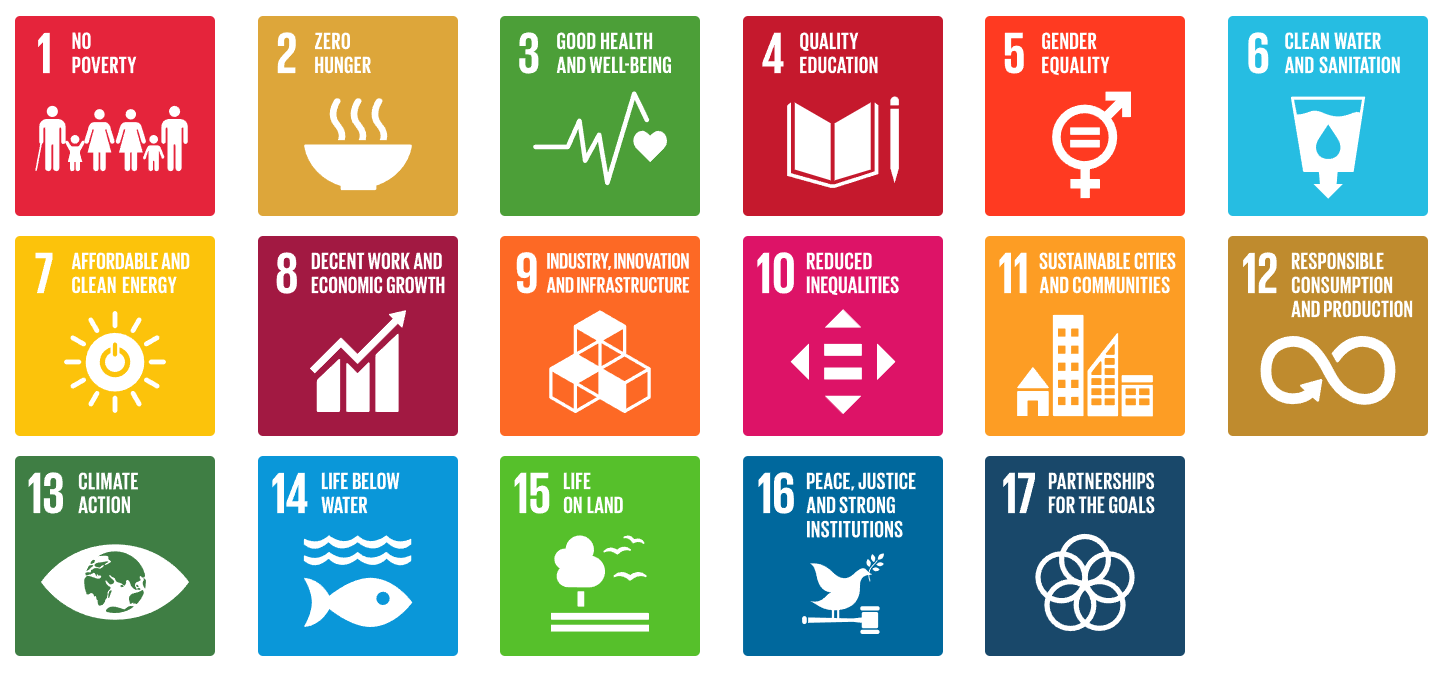 1 NO
POVERTY
2 ZERO
HUNGER
3 GOOD HEALTH
AND WELL-BEING
4 QUALITY
EDUCATION
5 GENDER
EQUALITY
6 CLEAN WATER
AND SANITATION
7 AFFORDABLE AND
CLEAN ENERGY
8 DECENT WORK AND
ECONOMIC GROWTH
9 INDUSTRY, INNOVATION
AND INFRASTRUCTURE
10 REDUCED
INEQUALITIES
11 SUSTAINABLE CITIES
AND COMMUNITIES
12 RESPONSIBLE
CONSUMPTION
AND PRODUCTION
13 CLIMATE
ACTION
14 LIFE BELOW
WATER
15 LIFE
ON LAND
16 PEACE, JUSTICE
AND STRONG
INSTITUTIONS
17 PARTNERSHIPS
FOR THE GOALS